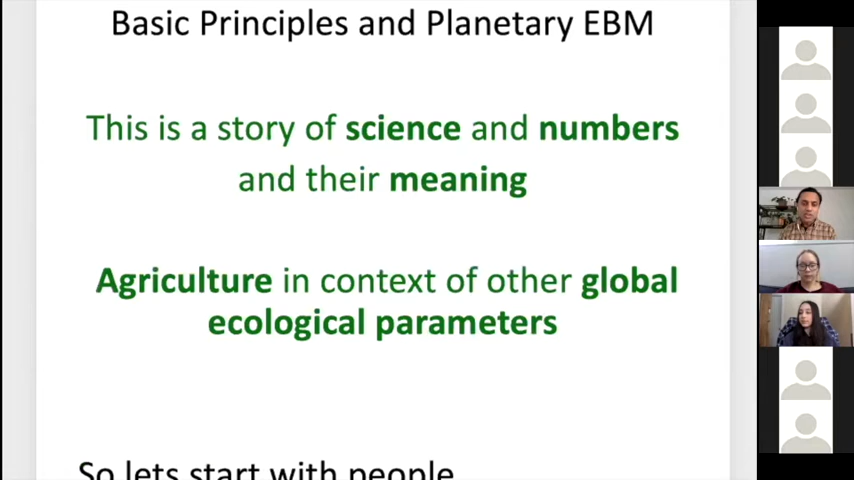 Basic Principles and Planetary EBM
This is a story of science and numbers
and their meaning
Agriculture in context of other global
ecological parameters
So lets start with people